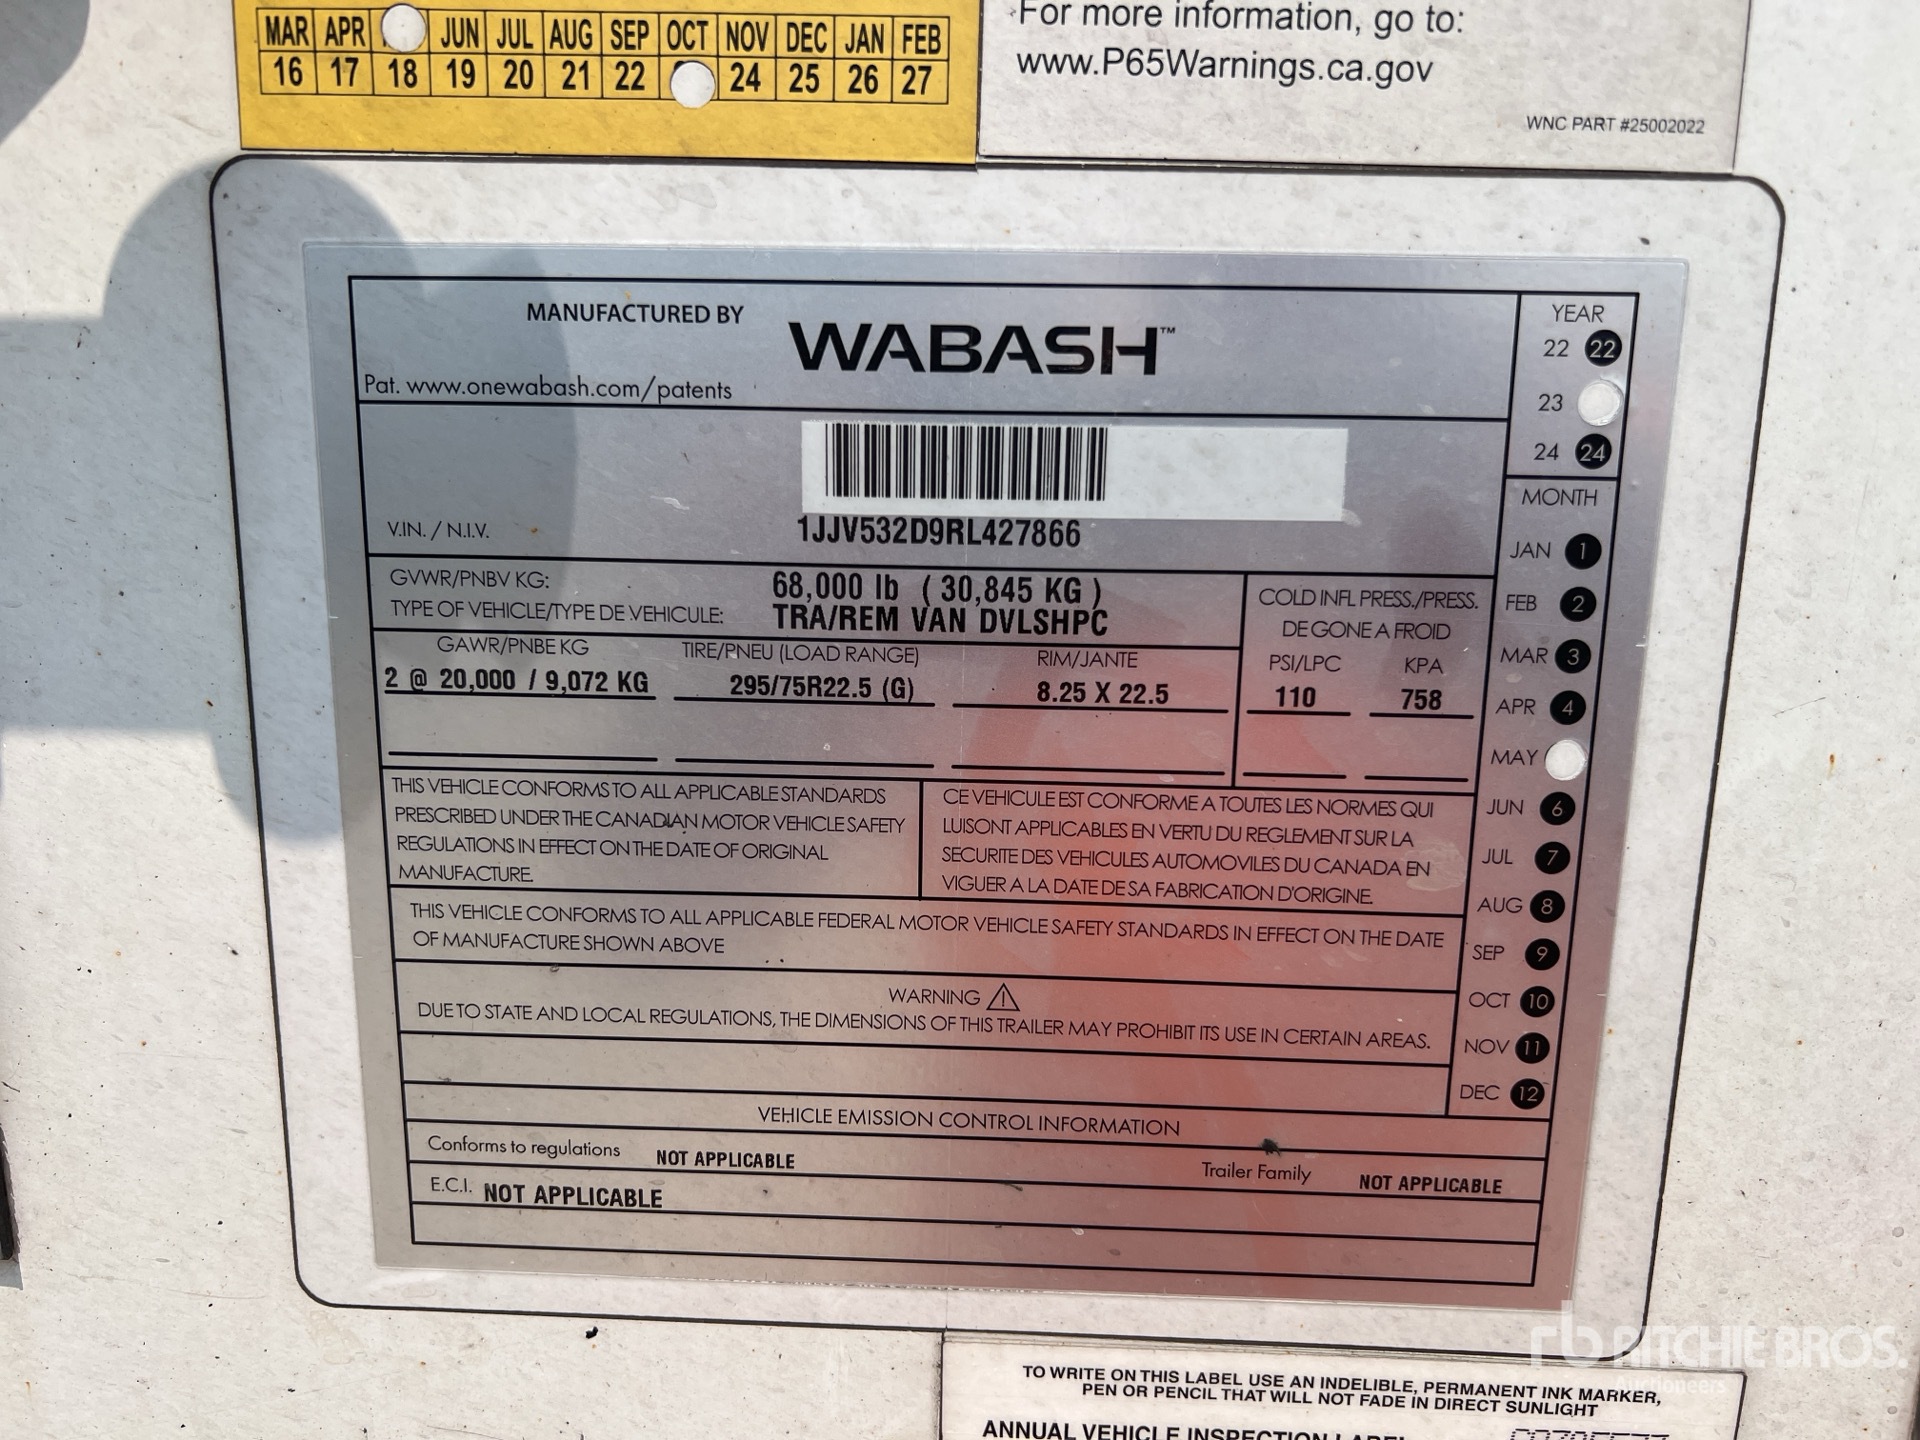 MAR APR JUN JUL AUG SEP OCT NOV DEC JAN FEB
16 17 18 19 20 21 22 24 25 26 27
For more information, go to:
www.P65Warnings.ca.gov
WNC PART #25002022
MANUFACTURED BY
WABASH™
Pat. www.onewabash.com/patents
V.IN. / N.I.V.
1JJV532D9RL427866
GVWR/PNBV KG: 68,000 lb ( 30,845 KG )
TYPE OF VEHICLE/TYPE DE VEHICULE: TRA/REM VAN DVLSHPC
GAWR/PNBE KG TIRE/PNEU (LOAD RANGE) RIM/JANTE
2 @ 20,000 / 9,072 KG 295/75R22.5 (G) 8.25 X 22.5
COLD INFL PRESS./PRESS.
DE GONE A FROID
PSI/LPC KPA
110 758
THIS VEHICLE CONFORMS TO ALL APPLICABLE STANDARDS
PRESCRIBED UNDER THE CANADIAN MOTOR VEHICLE SAFETY
REGULATIONS IN EFFECT ON THE DATE OF ORIGINAL
MANUFACTURE.
CE VEHICULE EST CONFORME A TOUTES LES NORMES QUI
LUISONT APPLICABLES EN VERTU DU REGLEMENT SUR LA
SECURITE DES VEHICULES AUTOMOVILES DU CANADA EN
VIGUER A LA DATE DE SA FABRICATION D'ORIGINE.
THIS VEHICLE CONFORMS TO ALL APPLICABLE FEDERAL MOTOR VEHICLE SAFETY STANDARDS IN EFFECT ON THE DATE
OF MANUFACTURE SHOWN ABOVE
WARNING
DUE TO STATE AND LOCAL REGULATIONS, THE DIMENSIONS OF THIS TRAILER MAY PROHIBIT ITS USE IN CERTAIN AREAS.
VEHICLE EMISSION CONTROL INFORMATION
Conforms to regulations NOT APPLICABLE Trailer Family NOT APPLICABLE
E.C.I. NOT APPLICABLE
YEAR
22 22
23
24 24
MONTH
JAN 1
FEB 2
MAR 3
APR 4
MAY
JUN 6
JUL 7
AUG 8
SEP 9
OCT 10
NOV 11
DEC 12
rb RITCHIE BROS.
Auctioneers
TO WRITE ON THIS LABEL USE AN INDELIBLE, PERMANENT INK MARKER,
PEN OR PENCIL THAT WILL NOT FADE IN DIRECT SUNLIGHT
ANNUAL VEHICLE INSPECTION LABEL